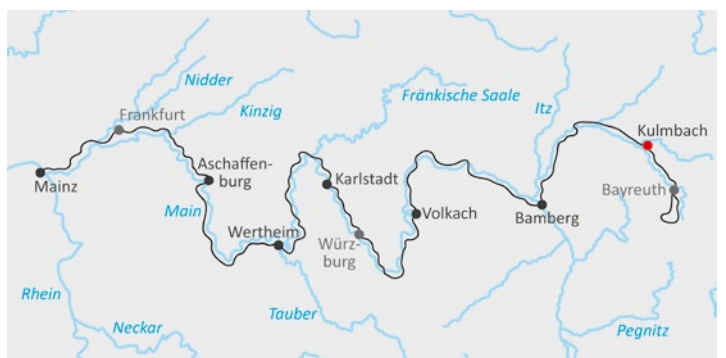 Nidder
Frankfurt
Kinzig
Fränkische Saale
Itz
Kulmbach
Mainz
Aschaffen-
burg
Karlstadt
Bayreuth
Main
Wertheim
Würz-
burg
Volkach
Bamberg
Rhein
Neckar
Tauber
Pegnitz